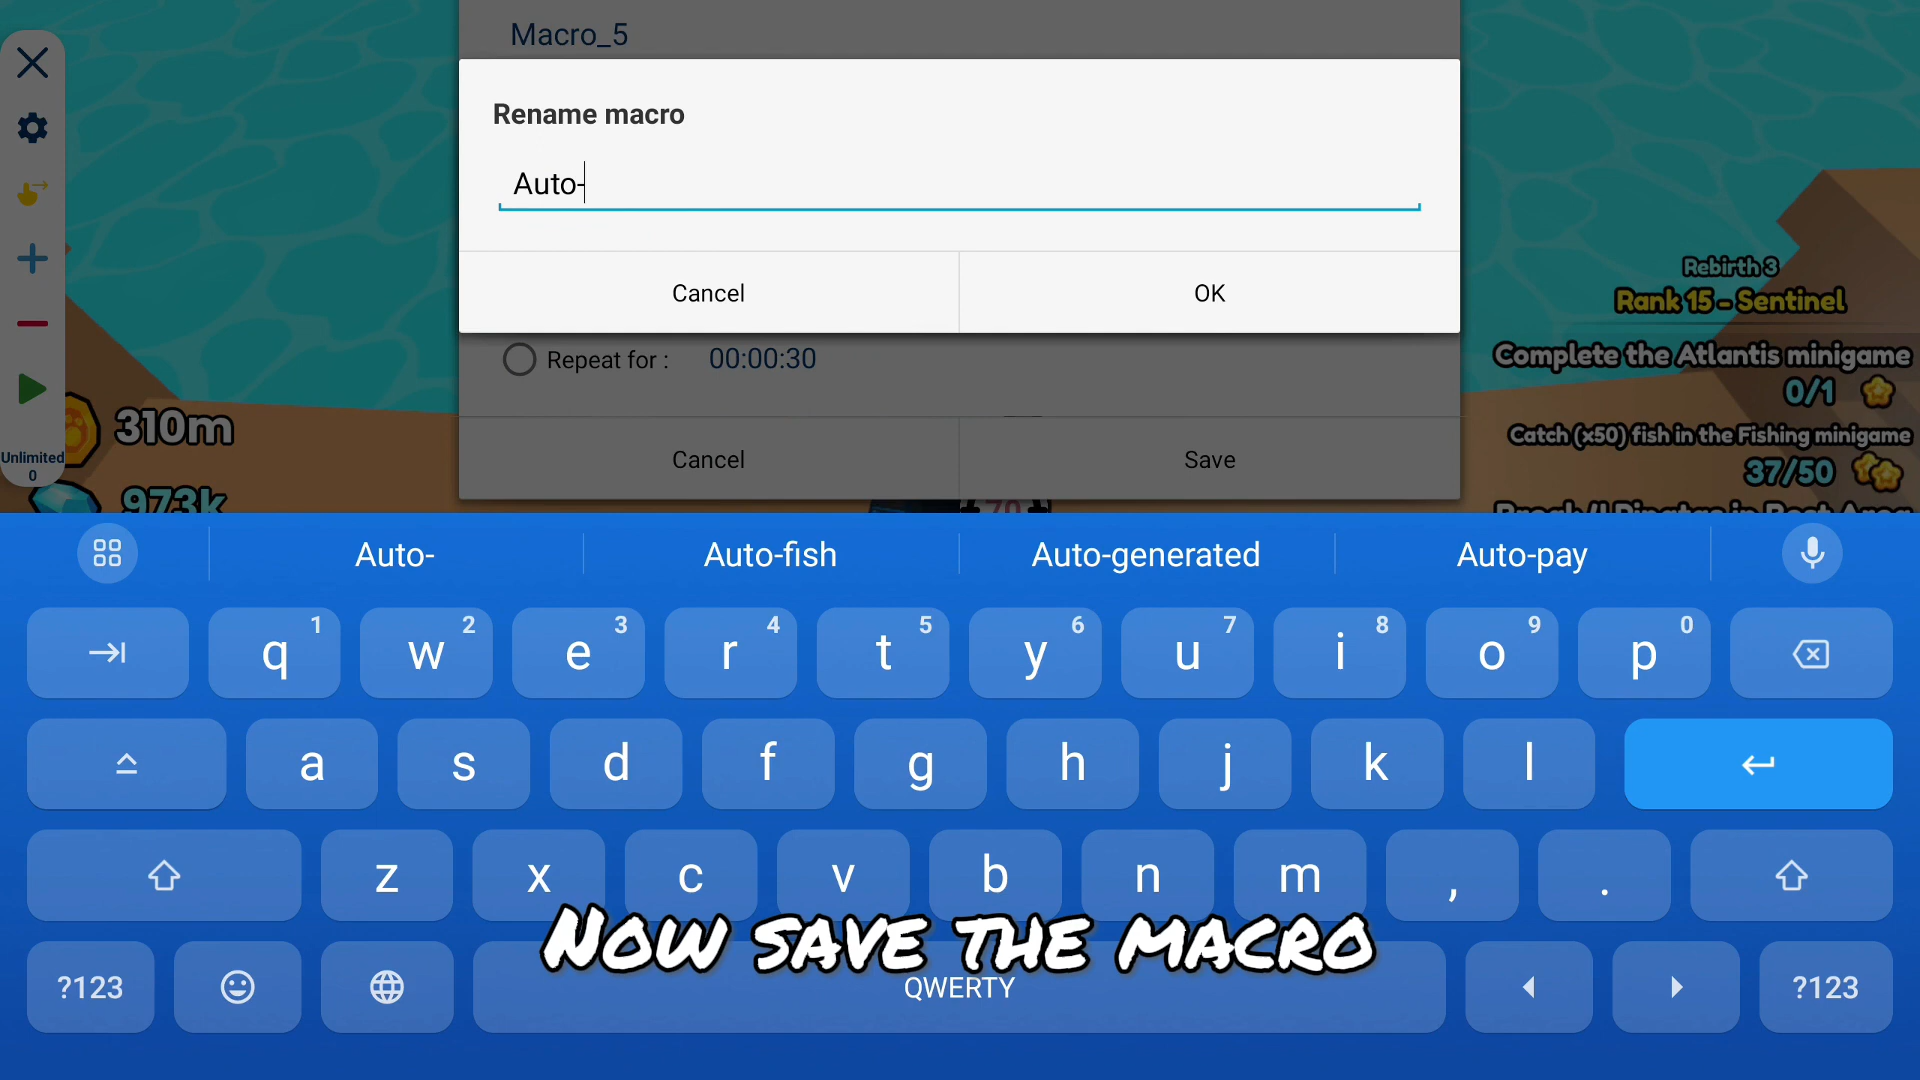 Macro_5
Rename macro
Auto-
Cancel
OK
Repeat for :
00:00:30
Cancel
Save
Unlimited
0
310m
973k
70
Rebirth 3
Rank 15 - Sentinel
Complete the Atlantis minigame
0/1
Catch (x50) fish in the Fishing minigame
37/50
Auto-
Auto-fish
Auto-generated
Auto-pay
q 1
w 2
e 3
r 4
t 5
y 6
u 7
i 8
o 9
p 0
a s d f g h j k l
z x c v b n m , .
Now save the macro
?123
QWERTY
?123